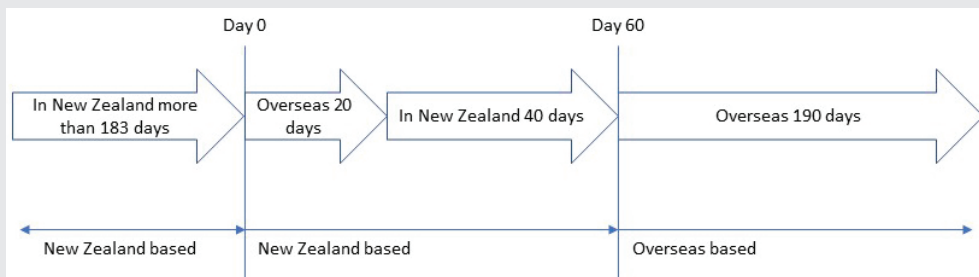 Day 0
Day 60
In New Zealand more
than 183 days
Overseas 20
days
In New Zealand 40 days
Overseas 190 days
New Zealand based
New Zealand based
Overseas based